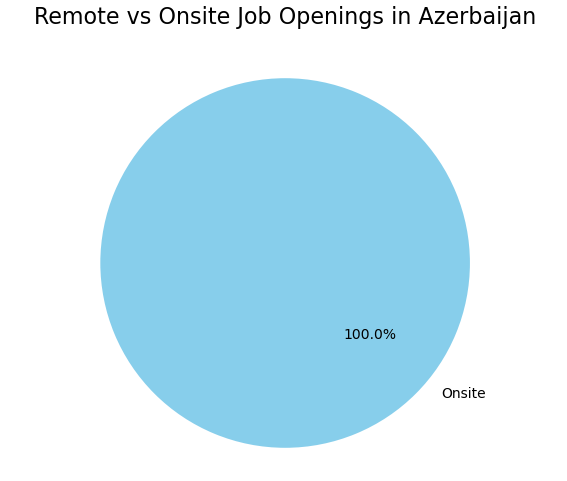 Remote vs Onsite Job Openings in Azerbaijan
100.0%
Onsite